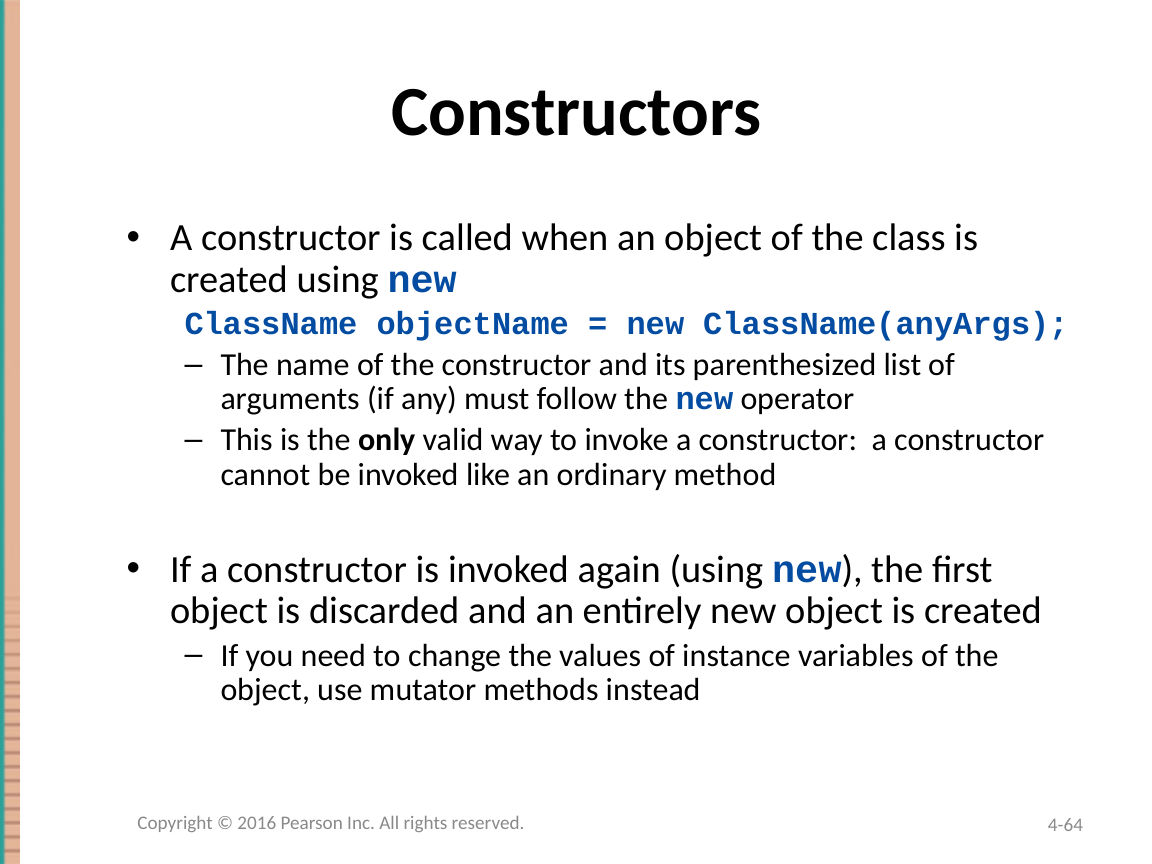 Constructors
• A constructor is called when an object of the class is
created using new
ClassName objectName = new ClassName(anyArgs);
– The name of the constructor and its parenthesized list of
arguments (if any) must follow the new operator
– This is the only valid way to invoke a constructor:  a constructor
cannot be invoked like an ordinary method
• If a constructor is invoked again (using new), the first
object is discarded and an entirely new object is created
– If you need to change the values of instance variables of the
object, use mutator methods instead
Copyright © 2016 Pearson Inc. All rights reserved.
4-64